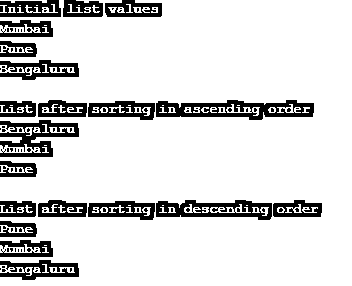 Initial list values
Mumbai
Pune
Bengaluru

List after sorting in ascending order
Bengaluru
Mumbai
Pune

List after sorting in descending order
Pune
Mumbai
Bengaluru